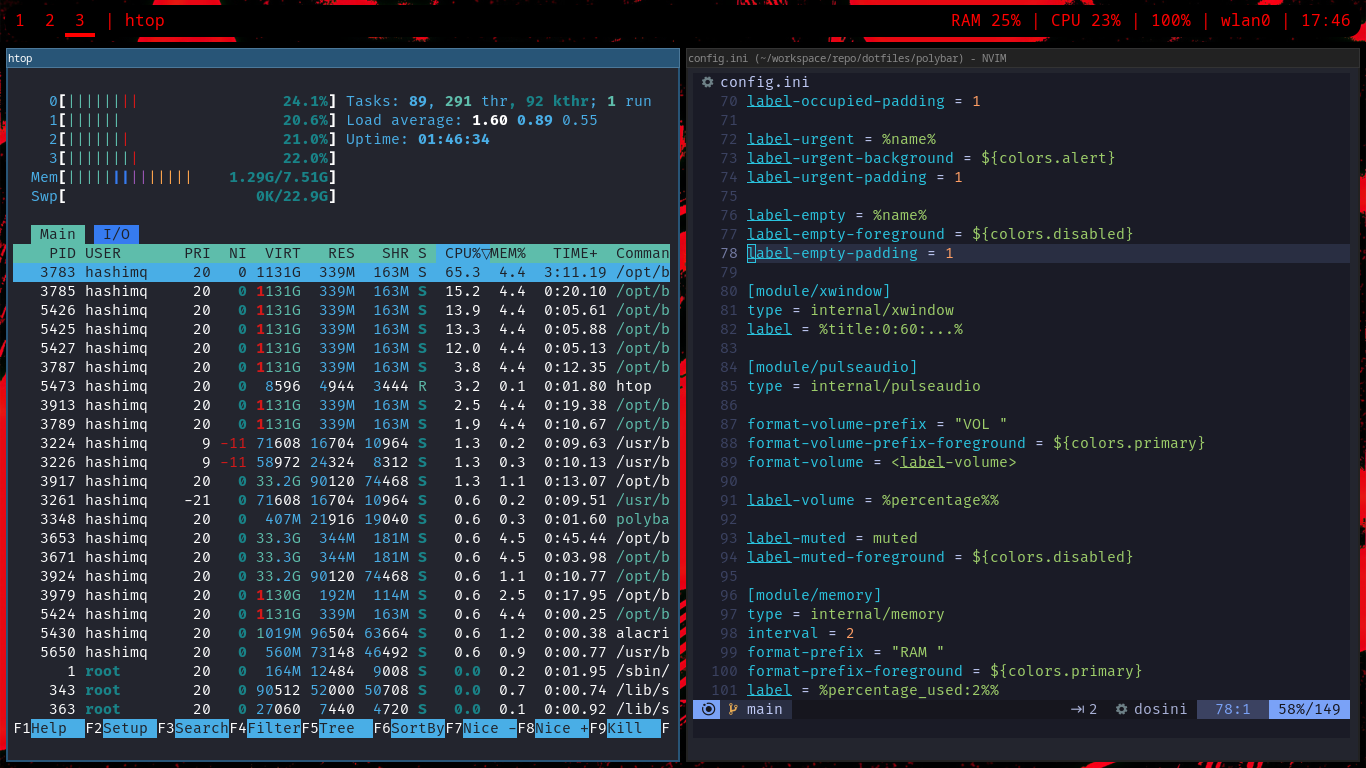 1 2 3 | htop RAM 25% | CPU 23% | 100% | wlan0 | 17:46
htop
0[||||||||| 24.1%] Tasks: 89, 291 thr, 92 kthr; 1 run
1[||||||| 20.6%] Load average: 1.60 0.89 0.55
2[|||||||| 21.0%] Uptime: 01:46:34
3[||||||||| 22.0%]
Mem[||||||||||||||| 1.29G/7.51G]
Swp[ 0K/22.9G]
Main I/O
PID USER PRI NI VIRT RES SHR S CPU%▽MEM% TIME+ Comman
3783 hashimq 20 0 1131G 339M 163M S 65.3 4.4 3:11.19 /opt/b
3785 hashimq 20 0 1131G 339M 163M S 15.2 4.4 0:20.10 /opt/b
5426 hashimq 20 0 1131G 339M 163M S 13.9 4.4 0:05.61 /opt/b
5425 hashimq 20 0 1131G 339M 163M S 13.3 4.4 0:05.88 /opt/b
5427 hashimq 20 0 1131G 339M 163M S 12.0 4.4 0:05.13 /opt/b
3787 hashimq 20 0 1131G 339M 163M S 3.8 4.4 0:12.35 /opt/b
5473 hashimq 20 0 8596 4944 3444 R 3.2 0.1 0:01.80 htop
3913 hashimq 20 0 1131G 339M 163M S 2.5 4.4 0:19.38 /opt/b
3789 hashimq 20 0 1131G 339M 163M S 1.9 4.4 0:10.67 /opt/b
3224 hashimq 9 -11 71608 16704 10964 S 1.3 0.2 0:09.63 /usr/b
3226 hashimq 9 -11 58972 24324 8312 S 1.3 0.3 0:10.13 /usr/b
3917 hashimq 20 0 33.2G 90120 74468 S 1.3 1.1 0:13.07 /opt/b
3261 hashimq -21 0 71608 16704 10964 S 0.6 0.2 0:09.51 /usr/b
3348 hashimq 20 0 407M 21916 19040 S 0.6 0.3 0:01.60 polyba
3653 hashimq 20 0 33.3G 344M 181M S 0.6 4.5 0:45.44 /opt/b
3671 hashimq 20 0 33.3G 344M 181M S 0.6 4.5 0:03.98 /opt/b
3924 hashimq 20 0 33.2G 90120 74468 S 0.6 1.1 0:10.77 /opt/b
3979 hashimq 20 0 1130G 192M 114M S 0.6 2.5 0:17.95 /opt/b
5424 hashimq 20 0 1131G 339M 163M S 0.6 4.4 0:00.25 /opt/b
5430 hashimq 20 0 1019M 96504 63664 S 0.6 1.2 0:00.38 alacri
5650 hashimq 20 0 560M 73148 46492 S 0.6 0.9 0:00.77 /usr/b
1 root 20 0 164M 12484 9008 S 0.0 0.2 0:01.95 /sbin/
343 root 20 0 90512 52000 50708 S 0.0 0.7 0:00.74 /lib/s
363 root 20 0 27060 7440 4720 S 0.0 0.1 0:00.92 /lib/s
F1Help F2Setup F3SearchF4FilterF5Tree F6SortByF7Nice -F8Nice +F9Kill F
config.ini (~/workspace/repo/dotfiles/polybar) - NVIM
config.ini
70 label-occupied-padding = 1
71
72 label-urgent = %name%
73 label-urgent-background = ${colors.alert}
74 label-urgent-padding = 1
75
76 label-empty = %name%
77 label-empty-foreground = ${colors.disabled}
78 label-empty-padding = 1
79
80 [module/xwindow]
81 type = internal/xwindow
82 label = %title:0:60:...%
83
84 [module/pulseaudio]
85 type = internal/pulseaudio
86
87 format-volume-prefix = "VOL "
88 format-volume-prefix-foreground = ${colors.primary}
89 format-volume = <label-volume>
90
91 label-volume = %percentage%%
92
93 label-muted = muted
94 label-muted-foreground = ${colors.disabled}
95
96 [module/memory]
97 type = internal/memory
98 interval = 2
99 format-prefix = "RAM "
100 format-prefix-foreground = ${colors.primary}
101 label = %percentage_used:2%%
main 2 dosini 78:1 58%/149